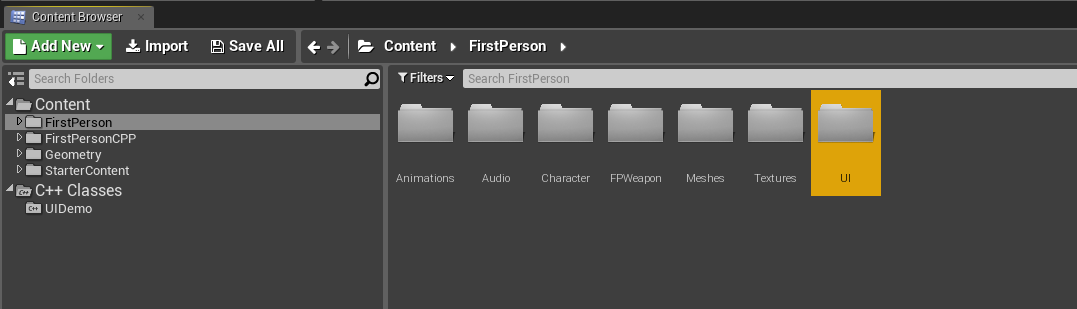 Content Browser
Add New Import Save All Content FirstPerson
Search Folders
Filters Search FirstPerson
Content
FirstPerson
FirstPersonCPP
Geometry
StarterContent
C++ Classes
UIDemo
Animations Audio Character FPWeapon Meshes Textures UI